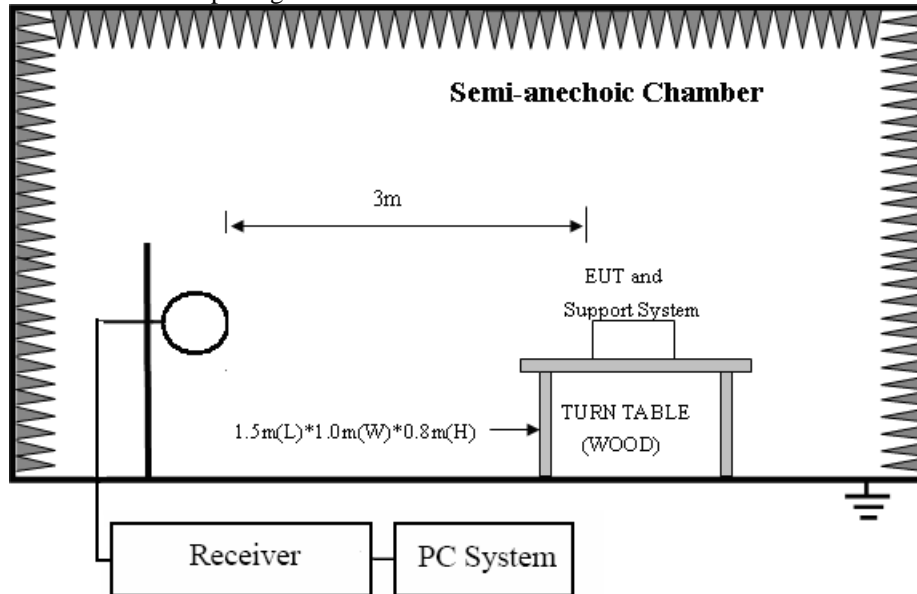 Semi-anechoic Chamber
3m
EUT and
Support System
1.5m(L)*1.0m(W)*0.8m(H)
TURN TABLE
(WOOD)
Receiver
PC System